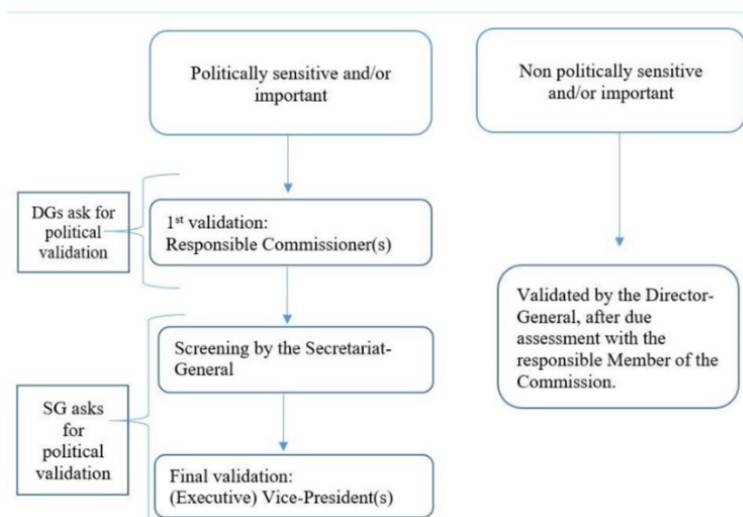 Politically sensitive and/or
important
Non politically sensitive
and/or important
DGs ask for
political
validation
1st validation:
Responsible Commissioner(s)
Validated by the Director-
General, after due
assessment with the
responsible Member of the
Commission.
Screening by the Secretariat-
General
SG asks
for
political
validation
Final validation:
(Executive) Vice-President(s)